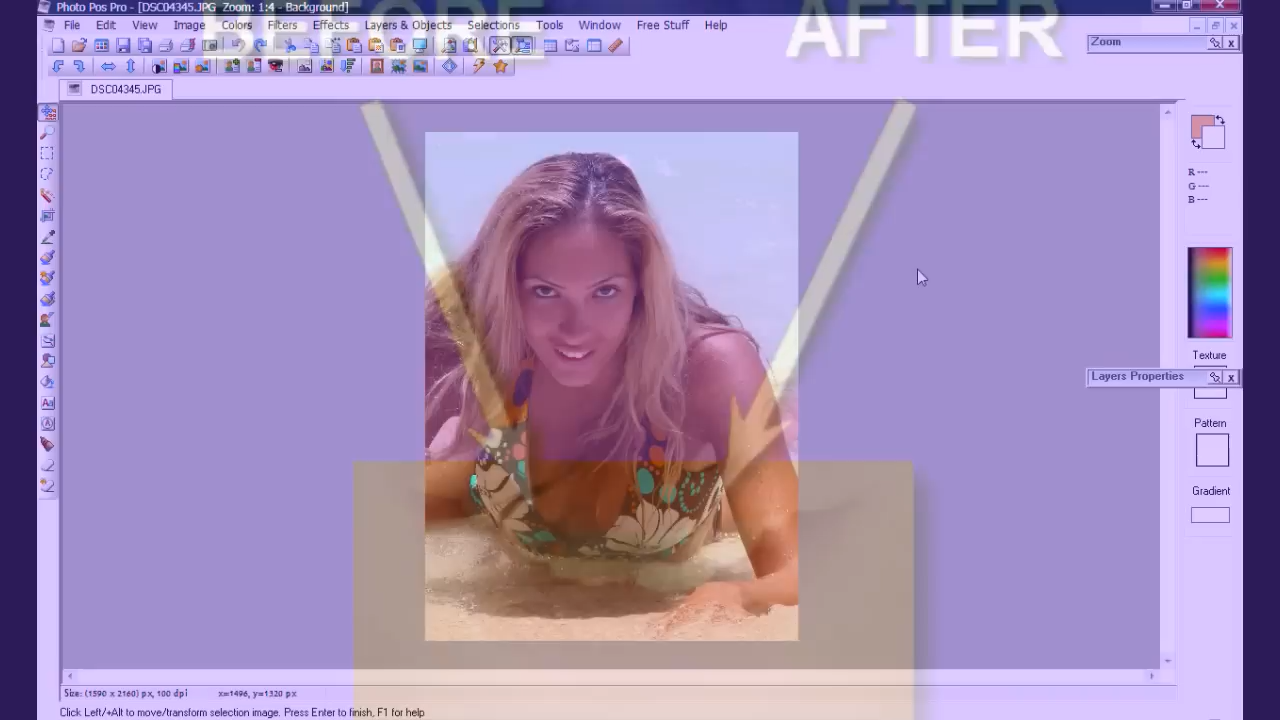 Photo Pos Pro - [DSC04345.JPG Zoom: 1:4 - Background]
BEFORE AFTER
File Edit View Image Colors Filters Effects Layers & Objects Selections Tools Window Free Stuff Help
Zoom
DSC04345.JPG
R ---
G ---
B ---
Texture
Layers Properties
Pattern
Gradient
Size: (1590 x 2160) px, 100 dpi x=1496, y=1320 px
Click Left/+Alt to move/transform selection image. Press Enter to finish, F1 for help